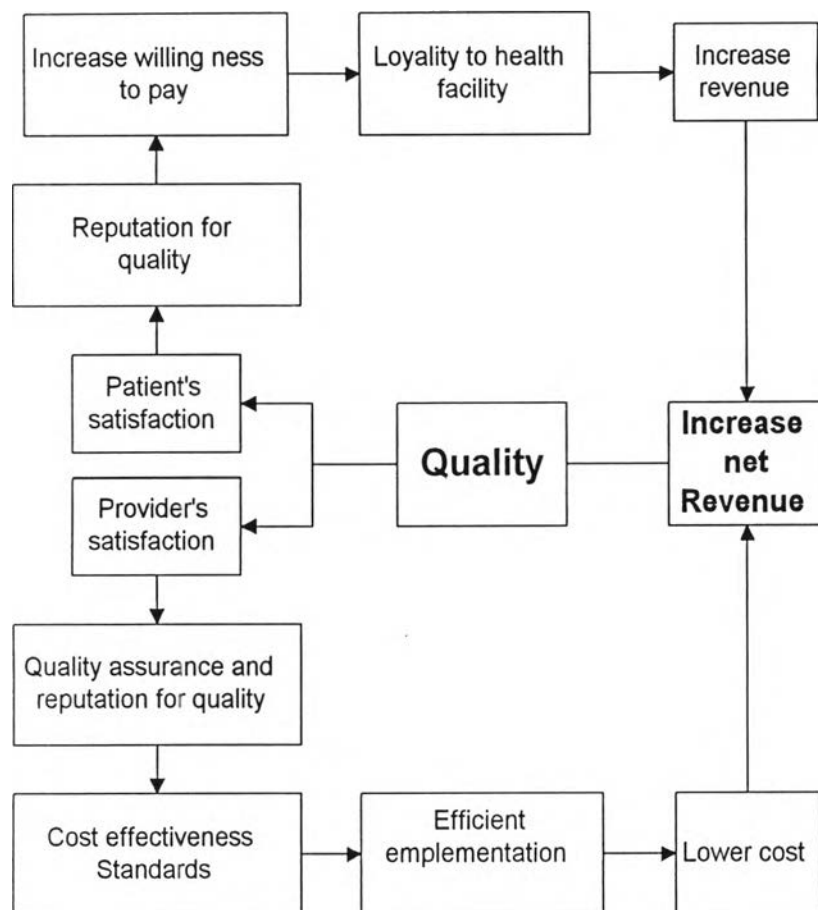 Increase willing ness
to pay
Loyality to health
facility
Increase
revenue
Reputation for
quality
Patient's
satisfaction
Quality
Increase
net
Revenue
Provider's
satisfaction
Quality assurance and
reputation for quality
Cost effectiveness
Standards
Efficient
emplementation
Lower cost